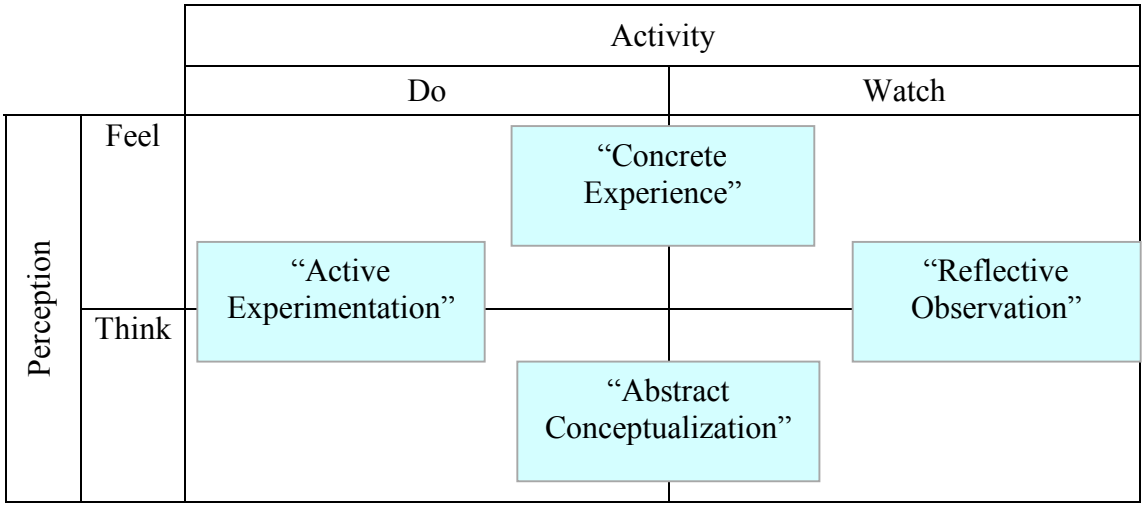 Activity
Do
Watch
Perception
Feel
“Concrete
Experience”
“Active
Experimentation”
“Reflective
Observation”
Think
“Abstract
Conceptualization”